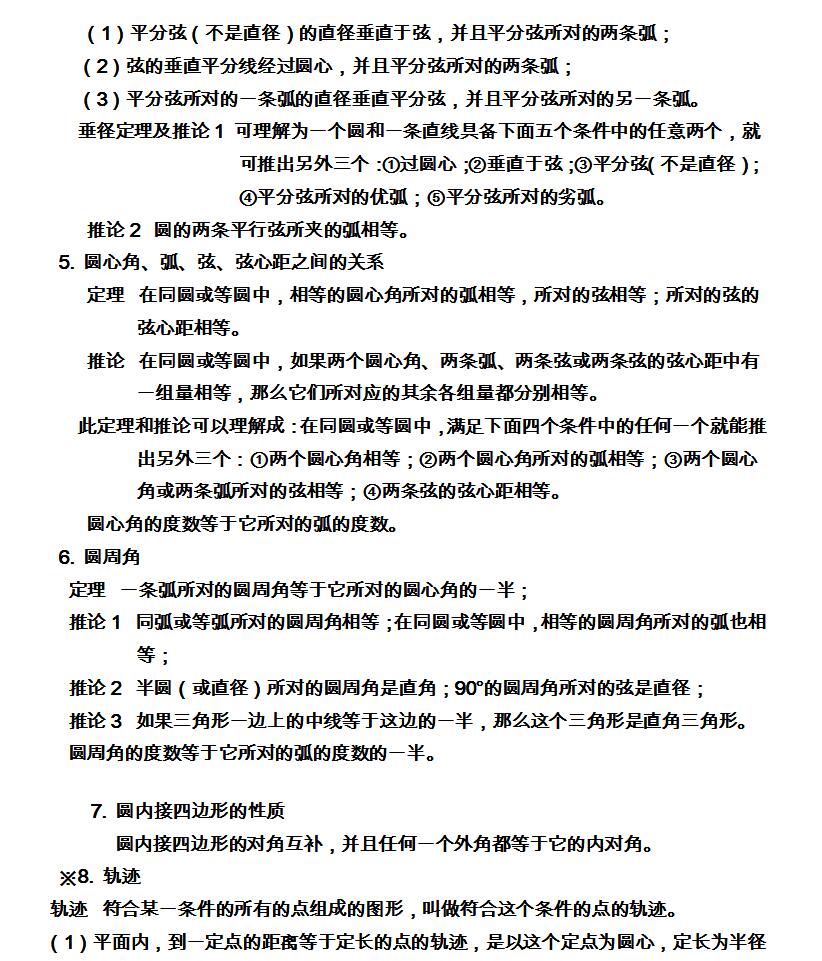 （1）平分弦（不是直径）的直径垂直于弦，并且平分弦所对的两条弧；
（2）弦的垂直平分线经过圆心，并且平分弦所对的两条弧；
（3）平分弦所对的一条弧的直径垂直平分弦，并且平分弦所对的另一条弧。
垂径定理及推论1 可理解为一个圆和一条直线具备下面五个条件中的任意两个，就
可推出另外三个：①过圆心；②垂直于弦；③平分弦（不是直径）；
④平分弦所对的优弧；⑤平分弦所对的劣弧。
推论2 圆的两条平行弦所夹的弧相等。
5. 圆心角、弧、弦、弦心距之间的关系
定理 在同圆或等圆中，相等的圆心角所对的弧相等，所对的弦相等；所对的弦的
弦心距相等。
推论 在同圆或等圆中，如果两个圆心角、两条弧、两条弦或两条弦的弦心距中有
一组量相等，那么它们所对应的其余各组量都分别相等。
此定理和推论可以理解成：在同圆或等圆中，满足下面四个条件中的任何一个就能推
出另外三个：①两个圆心角相等；②两个圆心角所对的弧相等；③两个圆心
角或两条弧所对的弦相等；④两条弦的弦心距相等。
圆心角的度数等于它所对的弧的度数。
6. 圆周角
定理 一条弧所对的圆周角等于它所对的圆心角的一半；
推论1 同弧或等弧所对的圆周角相等；在同圆或等圆中，相等的圆周角所对的弧也相
等；
推论2 半圆（或直径）所对的圆周角是直角；90°的圆周角所对的弦是直径；
推论3 如果三角形一边上的中线等于这边的一半，那么这个三角形是直角三角形。
圆周角的度数等于它所对的弧的度数的一半。
7. 圆内接四边形的性质
圆内接四边形的对角互补，并且任何一个外角都等于它的内对角。
※8. 轨迹
轨迹 符合某一条件的所有的点组成的图形，叫做符合这个条件的点的轨迹。
（1）平面内，到一定点的距离等于定长的点的轨迹，是以这个定点为圆心，定长为半径